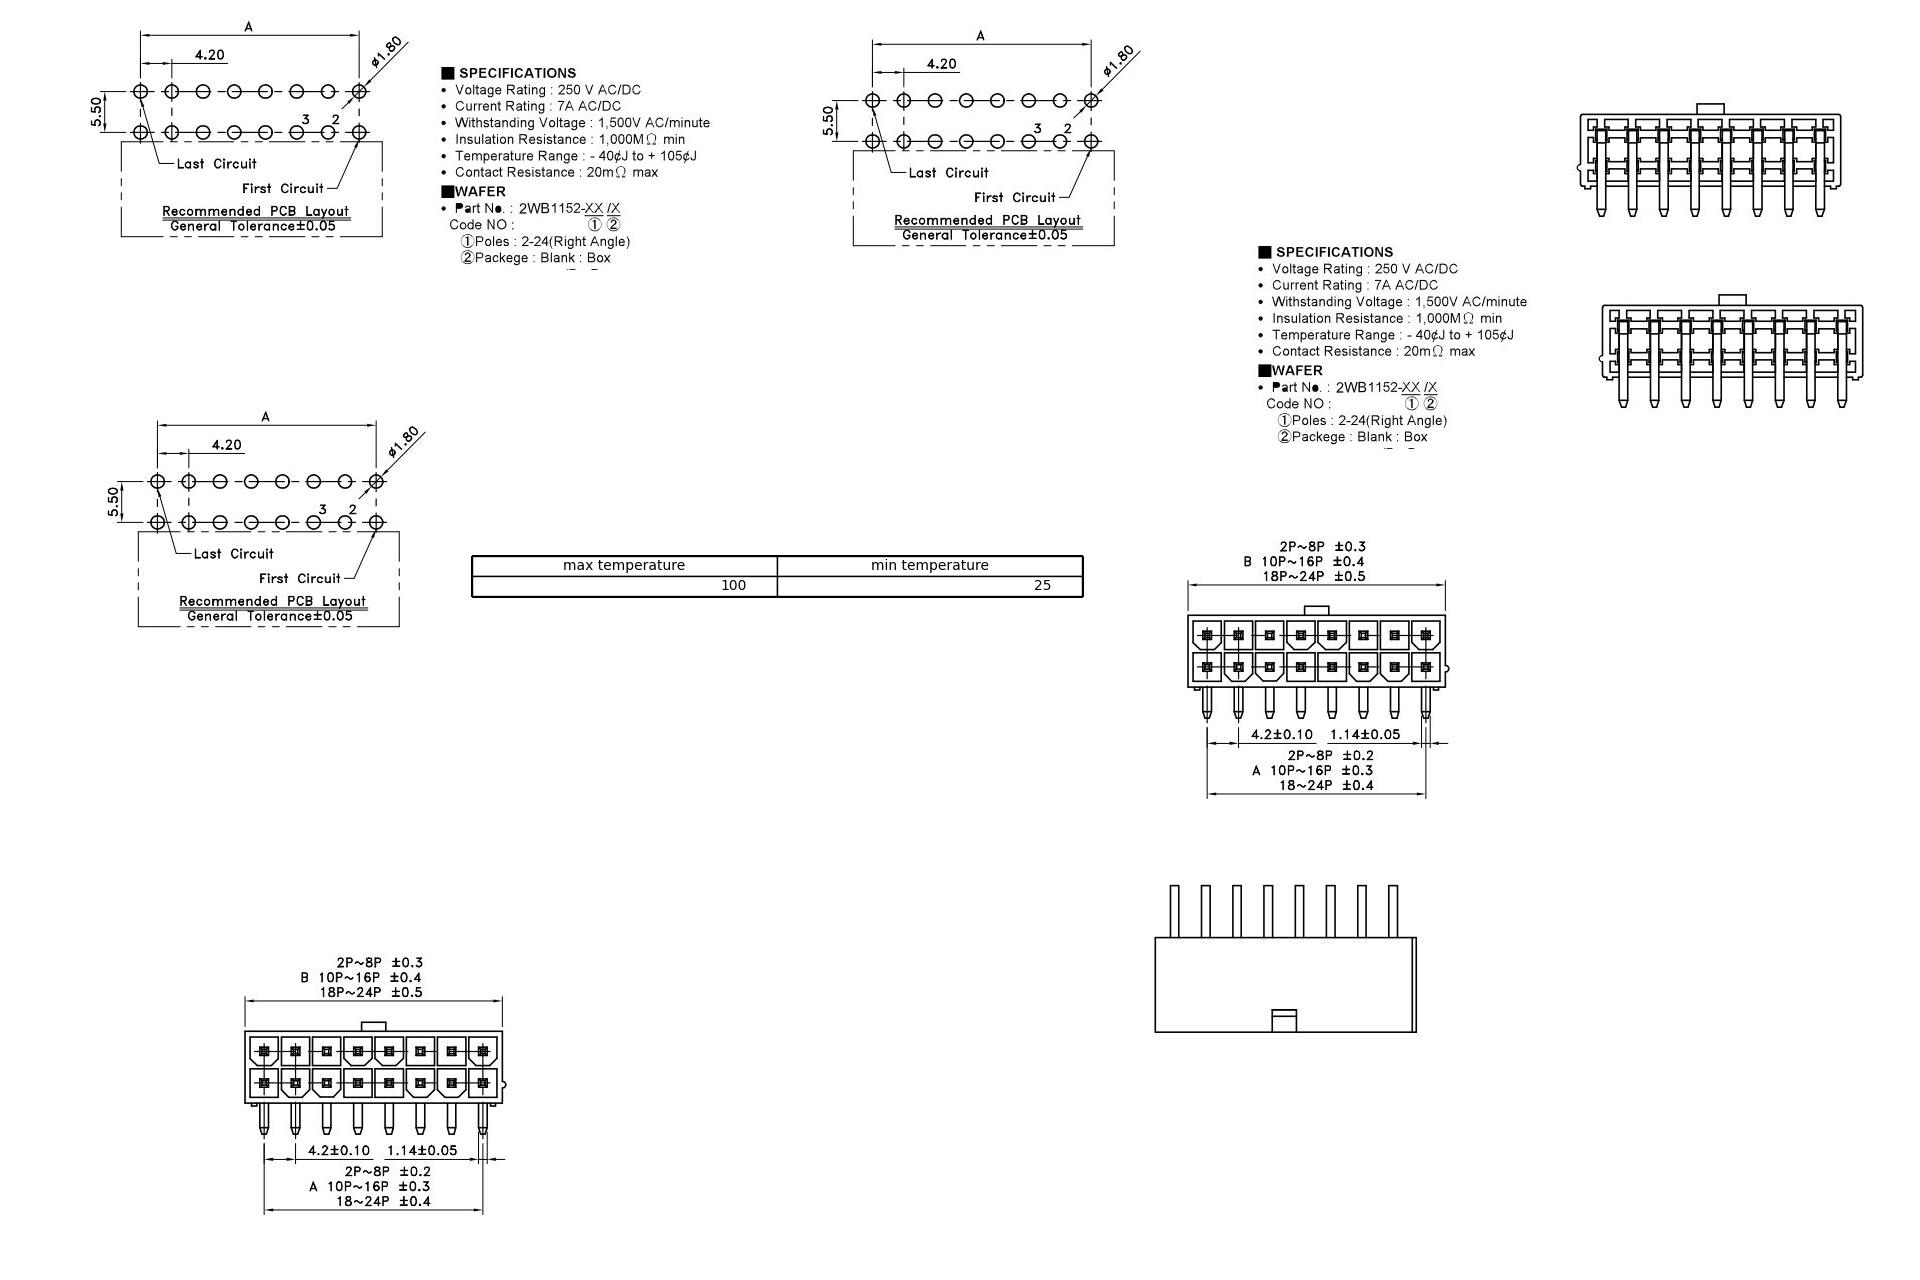 A
4.20
ø1.80
5.50
3 2
Last Circuit
First Circuit
Recommended PCB Layout
General Tolerance±0.05
■ SPECIFICATIONS
• Voltage Rating : 250 V AC/DC
• Current Rating : 7A AC/DC
• Withstanding Voltage : 1,500V AC/minute
• Insulation Resistance : 1,000MΩ min
• Temperature Range : - 40¢J to + 105¢J
• Contact Resistance : 20mΩ max
■WAFER
• Part No. : 2WB1152-XX /X
Code NO : ① ②
①Poles : 2-24(Right Angle)
②Packege : Blank : Box
A
4.20
ø1.80
5.50
3 2
Last Circuit
First Circuit
Recommended PCB Layout
General Tolerance±0.05
■ SPECIFICATIONS
• Voltage Rating : 250 V AC/DC
• Current Rating : 7A AC/DC
• Withstanding Voltage : 1,500V AC/minute
• Insulation Resistance : 1,000MΩ min
• Temperature Range : - 40¢J to + 105¢J
• Contact Resistance : 20mΩ max
■WAFER
• Part No. : 2WB1152-XX /X
Code NO : ① ②
①Poles : 2-24(Right Angle)
②Packege : Blank : Box
A
4.20
ø1.80
5.50
3 2
Last Circuit
First Circuit
Recommended PCB Layout
General Tolerance±0.05
max temperature min temperature
100 25
2P~8P ±0.3
B 10P~16P ±0.4
18P~24P ±0.5
4.2±0.10 1.14±0.05
2P~8P ±0.2
A 10P~16P ±0.3
18~24P ±0.4
2P~8P ±0.3
B 10P~16P ±0.4
18P~24P ±0.5
4.2±0.10 1.14±0.05
2P~8P ±0.2
A 10P~16P ±0.3
18~24P ±0.4